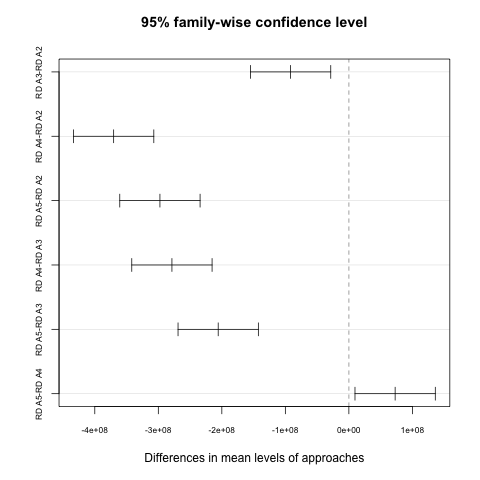 95% family-wise confidence level
RD A3-RD A2
RD A4-RD A2
RD A5-RD A2
RD A4-RD A3
RD A5-RD A3
RD A5-RD A4
-4e+08 -3e+08 -2e+08 -1e+08 0e+00 1e+08
Differences in mean levels of approaches